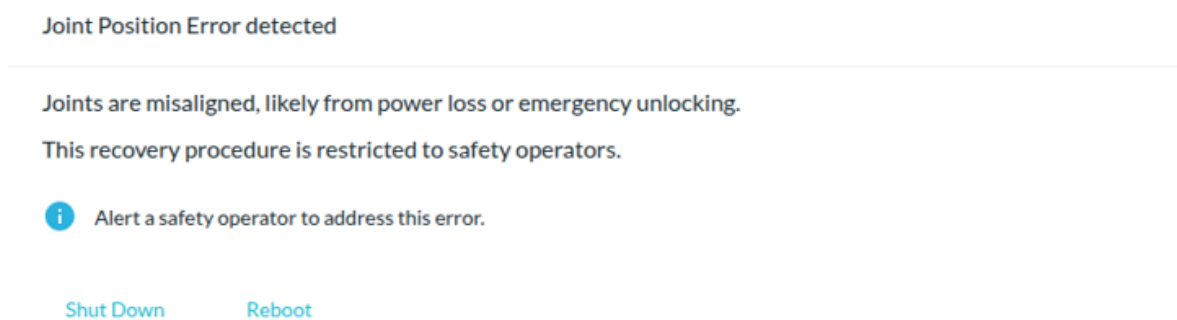 Joint Position Error detected
Joints are misaligned, likely from power loss or emergency unlocking.
This recovery procedure is restricted to safety operators.
Alert a safety operator to address this error.
Shut Down Reboot